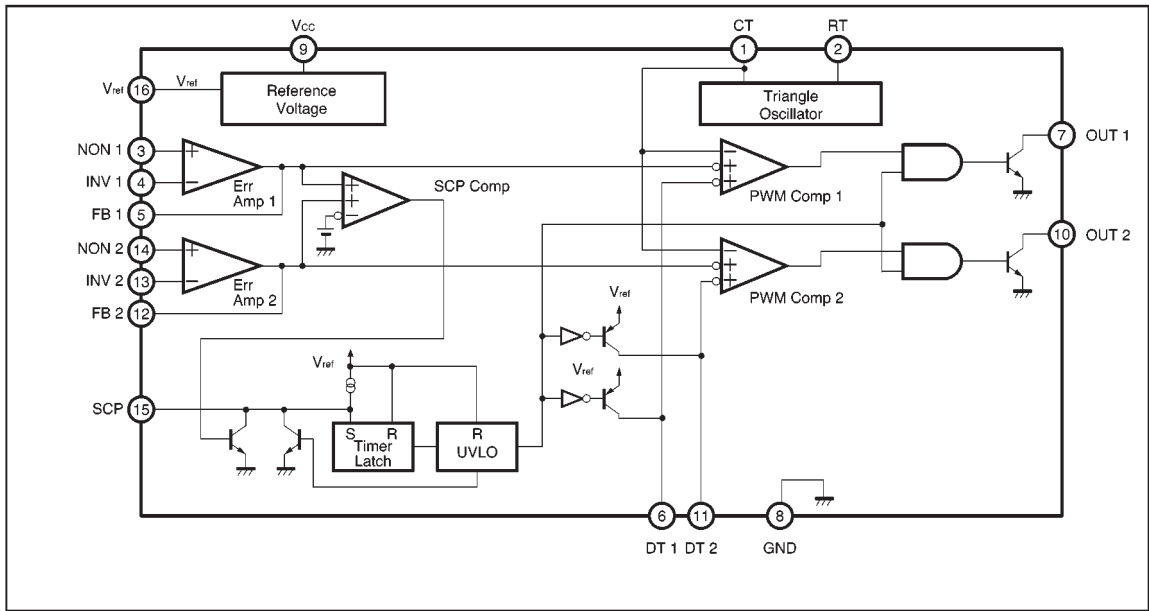 VCC
CT
RT
9
1
2
Vref
16
Vref
Reference
Voltage
Triangle
Oscillator
NON 1
3
+
INV 1
4
−
Err
Amp 1
FB 1
5
+
+
−
SCP Comp
−
+
+
PWM Comp 1
7
OUT 1
NON 2
14
+
INV 2
13
−
Err
Amp 2
FB 2
12
−
+
+
PWM Comp 2
10
OUT 2
Vref
Vref
Vref
SCP
15
S
R
Timer
Latch
R
UVLO
6
11
8
DT 1
DT 2
GND